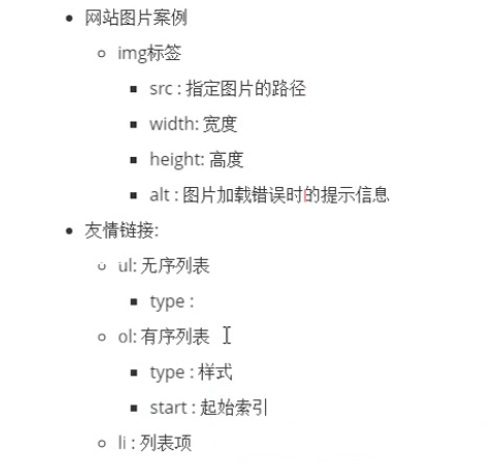 网站图片案例
img标签
src : 指定图片的路径
width: 宽度
height: 高度
alt : 图片加载错误时的提示信息
友情链接:
ul: 无序列表
type :
ol: 有序列表
type : 样式
start : 起始索引
li : 列表项